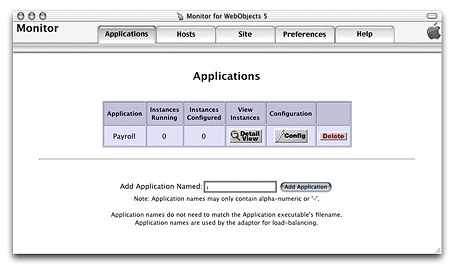 Monitor for WebObjects 5
Monitor
Applications Hosts Site Preferences Help
Applications
Application Instances Running Instances Configured View Instances Configuration
Payroll 0 0 Detail View Config Delete
Add Application Named: Add Application
Note: Application names may only contain alpha-numeric or "-".
Application names do not need to match the Application executable's filename.
Application names are used by the adaptor for load-balancing.